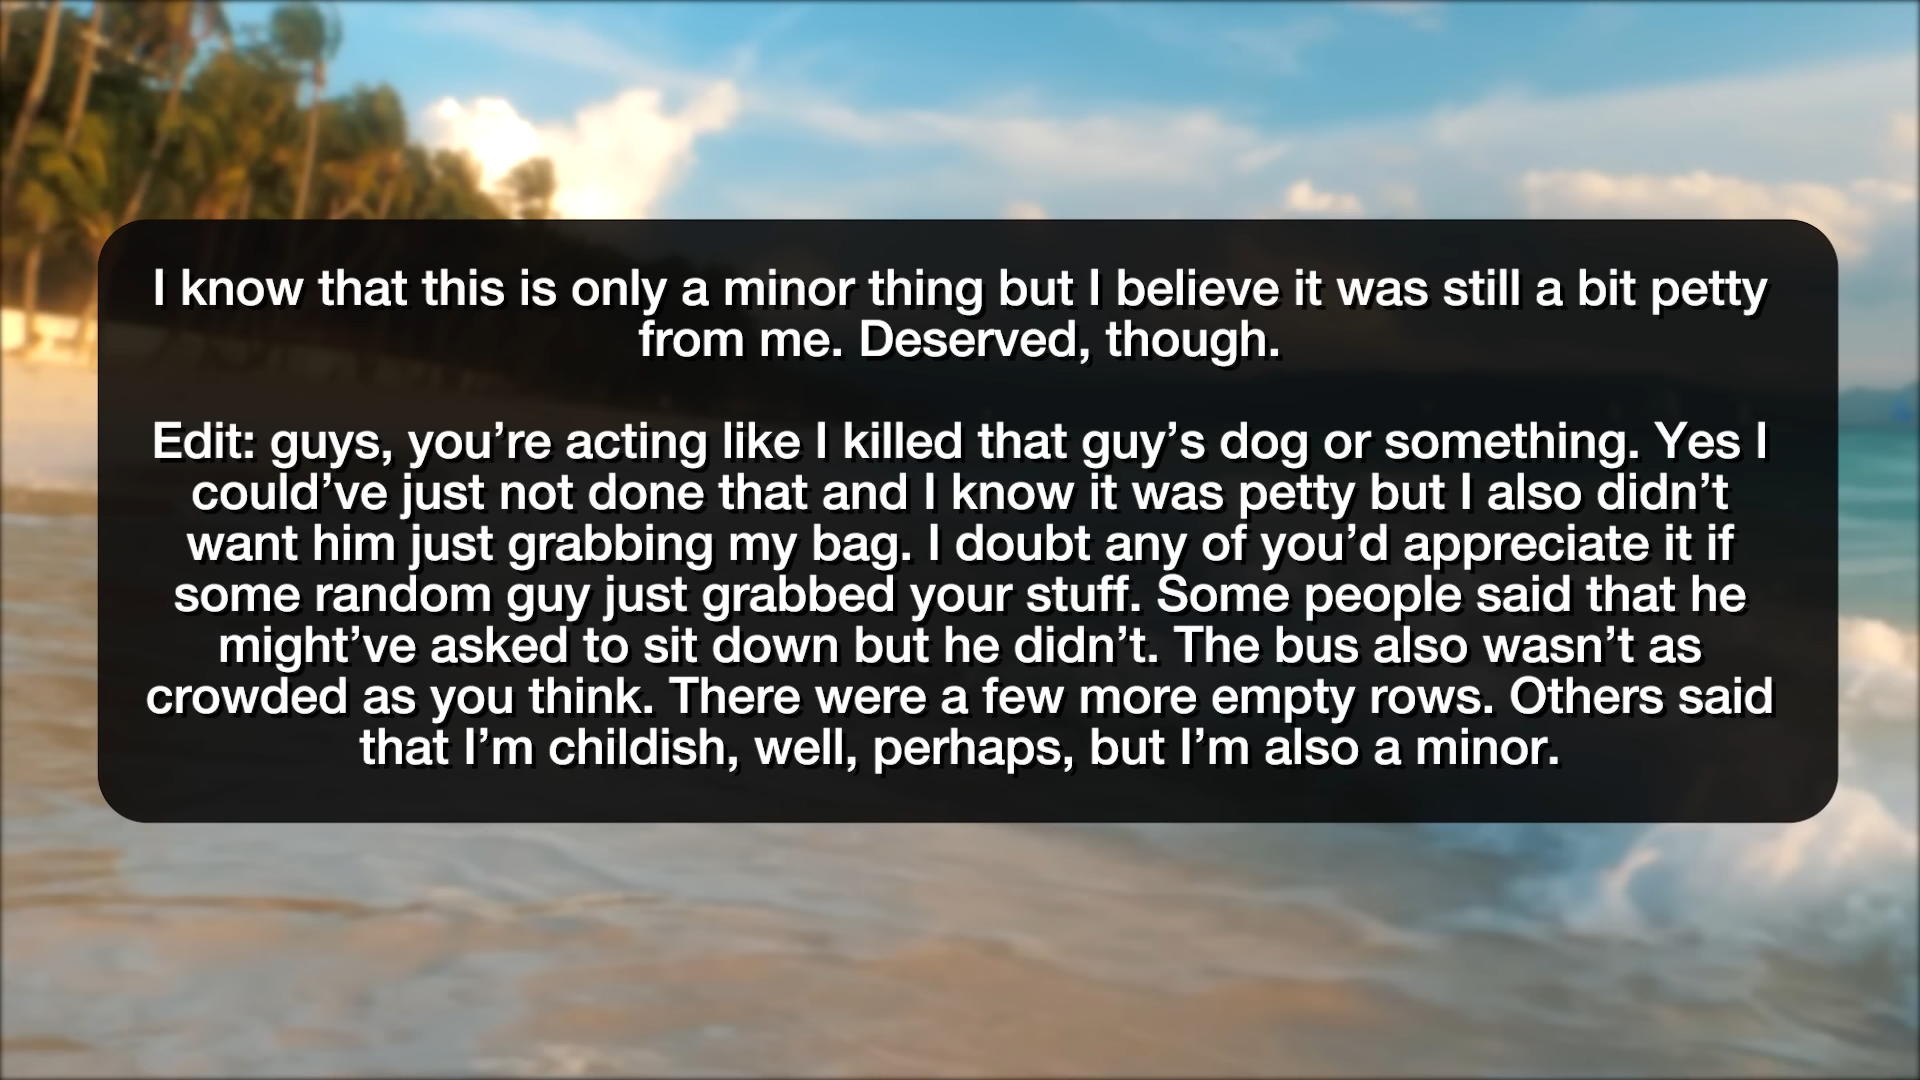 I know that this is only a minor thing but I believe it was still a bit petty
from me. Deserved, though.
Edit: guys, you’re acting like I killed that guy’s dog or something. Yes I
could’ve just not done that and I know it was petty but I also didn’t
want him just grabbing my bag. I doubt any of you’d appreciate it if
some random guy just grabbed your stuff. Some people said that he
might’ve asked to sit down but he didn’t. The bus also wasn’t as
crowded as you think. There were a few more empty rows. Others said
that I’m childish, well, perhaps, but I’m also a minor.